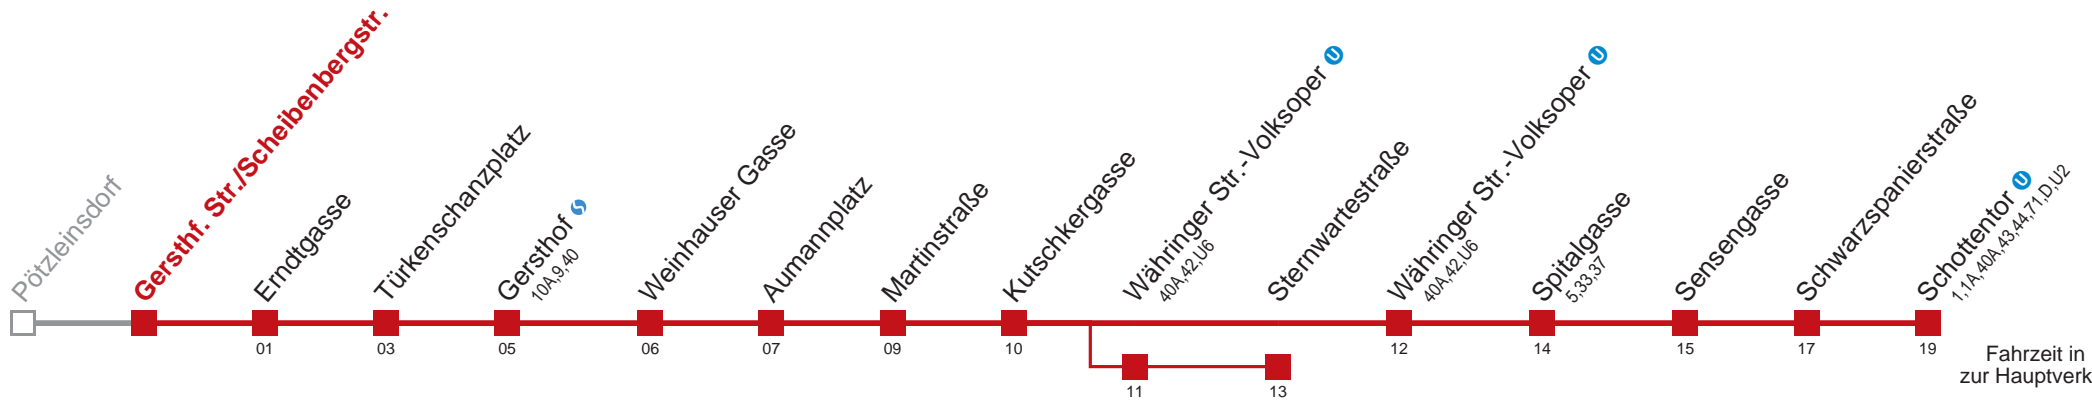 Pötzleinsdorf
Gersthf. Str./Scheibenbergstr.
Erndtgasse
01
Türkenschanzplatz
03
Gersthof S
10A,9,40
05
Weinhauser Gasse
06
Aumannplatz
07
Martinstraße
09
Kutschkergasse
10
Währinger Str.-Volksoper U
40A,42,U6
11
Sternwartestraße
13
Währinger Str.-Volksoper U
40A,42,U6
12
Spitalgasse
5,33,37
14
Sensengasse
15
Schwarzspanierstraße
17
Schottentor U
1,1A,40A,43,44,71,D,U2
19
Fahrzeit in
zur Hauptverk